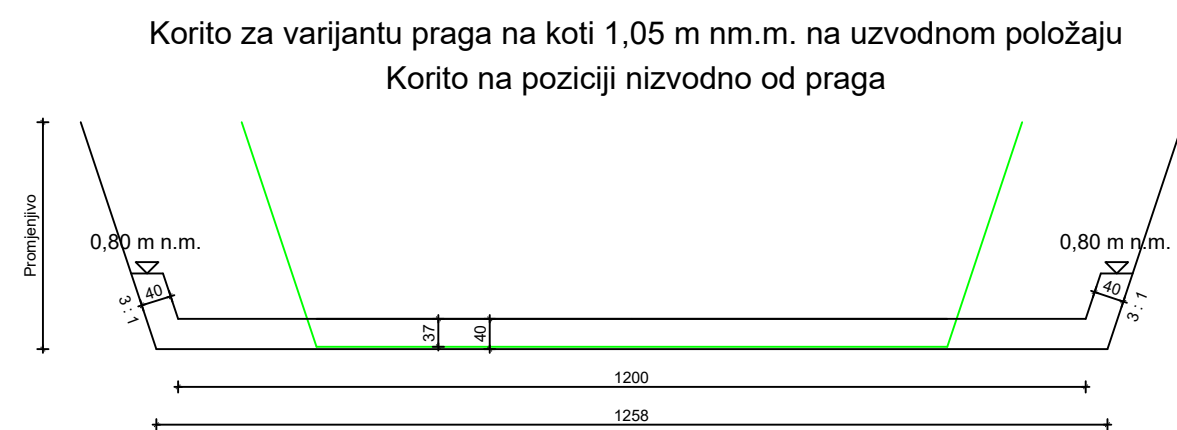 Korito za varijantu praga na koti 1,05 m nm.m. na uzvodnom položaju
Korito na poziciji nizvodno od praga
Promjenjivo
0,80 m n.m.
0,80 m n.m.
40
3 : 1
37
40
40
3 : 1
1200
1258